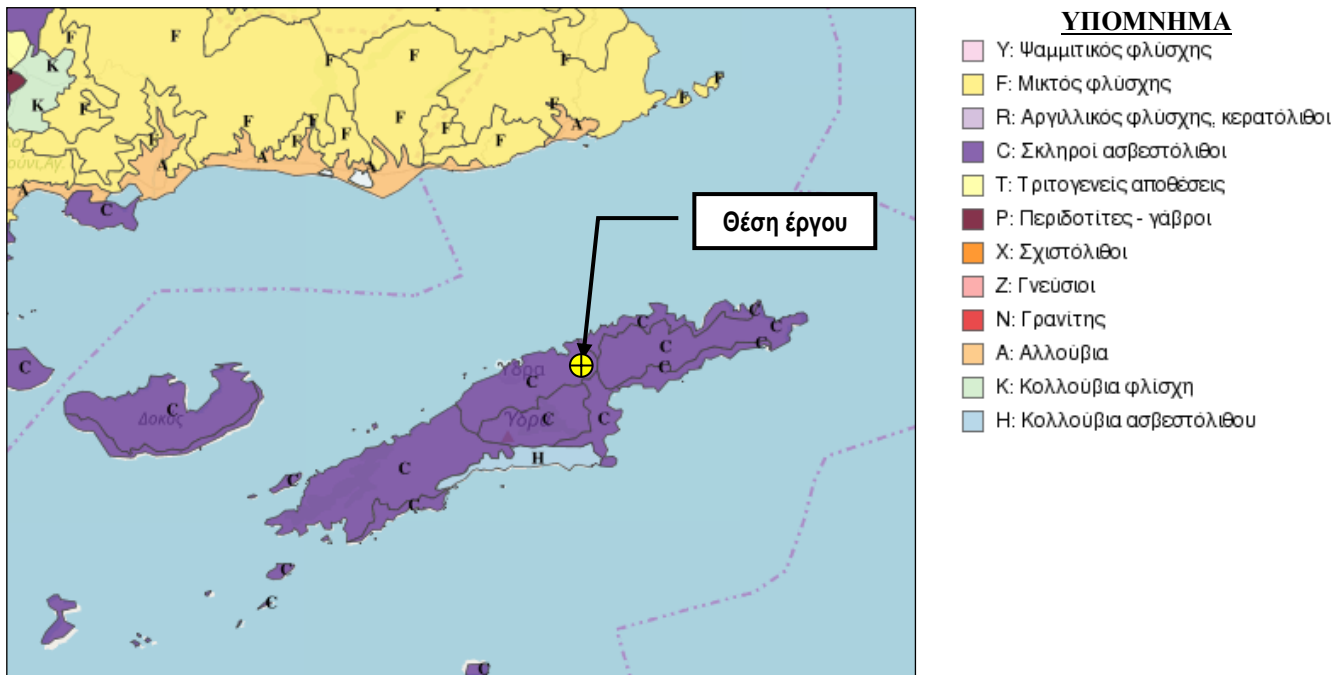 ΥΠΟΜΝΗΜΑ
Υ: Ψαμμιτικός φλύσχης
F: Μικτός φλύσχης
R: Αργιλλικός φλύσχης, κερατόλιθοι
C: Σκληροί ασβεστόλιθοι
Τ: Τριτογενείς αποθέσεις
Ρ: Περιδοτίτες - γάβροι
Χ: Σχιστόλιθοι
Ζ: Γνεύσιοι
Ν: Γρανίτης
Α: Αλλούβια
Κ: Κολλούβια φλίσχη
Η: Κολλούβια ασβεστόλιθου
F
F
F
F
F
K
F
F
K
F
F
F
F
F
F
F
F
F
F
A
A
A
A
A
C
Θέση έργου
C
C
C
C
C
C
C
Ύδρα
C
C
Δοκός
C
Ύδρα
C
H
C
C
C
C
C
C